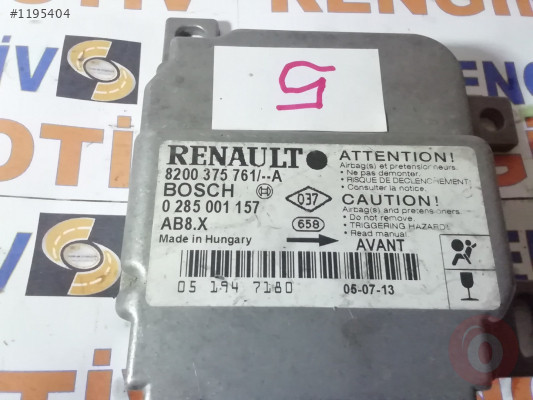 #1195404
RENGİM
İV
OTİ
5
RENAULT
8200 375 761/--A
BOSCH
0 285 001 157
AB8.X
Made in Hungary
037
658
ATTENTION!
Airbag(s) et pretensionneurs.
• Ne pas demonter.
• RISQUE DE DECLENCHEMENT
• Consulter la notice.
CAUTION!
Airbag(s) and pretensioners.
• Do not remove.
• TRIGGERING HAZARD!
• Read manual.
AVANT
05 194 7180
05-07-13